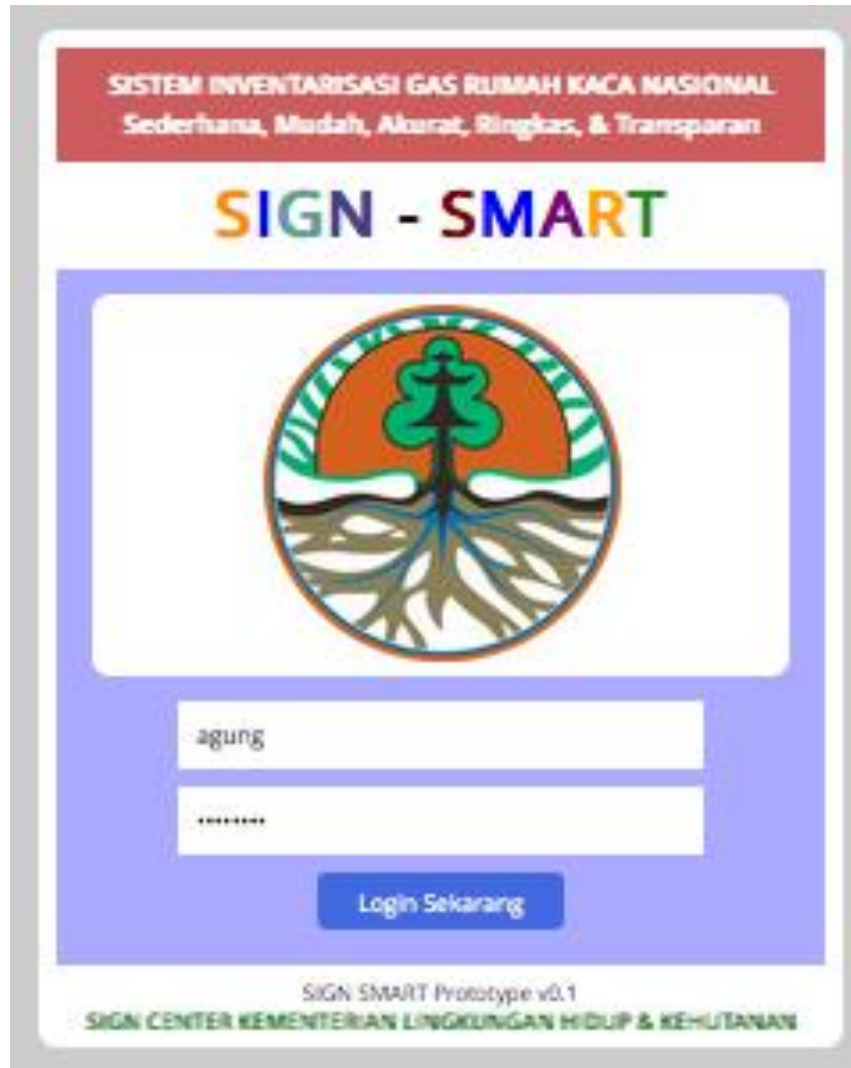 SISTEM INVENTARISASI GAS RUMAH KACA NASIONAL
Sederhana, Mudah, Akurat, Ringkas, & Transparan
SIGN - SMART
agung
••••••••
Login Sekarang
SIGN SMART Prototype v0.1
SIGN CENTER KEMENTERIAN LINGKUNGAN HIDUP & KEHUTANAN